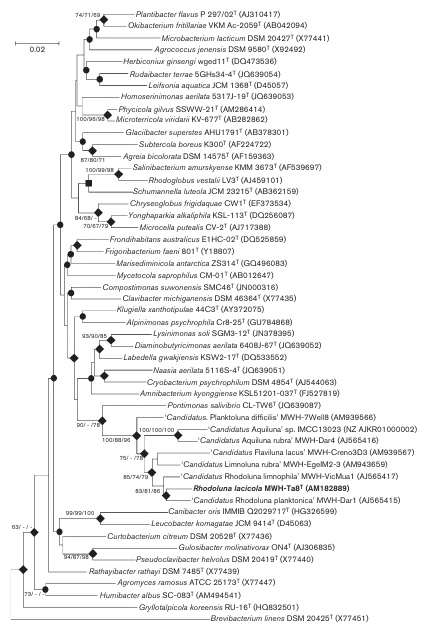 Plantibacter flavus P 297/02ᵀ (AJ310417)
74/71/69
Okibacterium fritillariae VKM Ac-2059ᵀ (AB042094)
Microbacterium lacticum DSM 20427ᵀ (X77441)
0.02
Agrococcus jenensis DSM 9580ᵀ (X92492)
Herbiconiux ginsengi wged11ᵀ (DQ473536)
Rudaibacter terrae 5GHs34-4ᵀ (JQ639054)
Leifsonia aquatica JCM 1368ᵀ (D45057)
Homoserinimonas aerilata 5317J-19ᵀ (JQ639053)
Phycicola gilvus SSWW-21ᵀ (AM286414)
100/96/98
Microterricola viridarii KV-677ᵀ (AB282862)
Glaciibacter superstes AHU1791ᵀ (AB378301)
Subtercola boreus K300ᵀ (AF224722)
Agreia bicolorata DSM 14575ᵀ (AF159363)
87/80/71
Salinibacterium amurskyense KMM 3673ᵀ (AF539697)
100/99/98
Rhodoglobus vestalii LV3ᵀ (AJ459101)
Schumannella luteola JCM 23215ᵀ (AB362159)
Chryseoglobus frigidaquae CW1ᵀ (EF373534)
84/68/ -
Yonghaparkia alkaliphila KSL-113ᵀ (DQ256087)
70/67/79
Microcella putealis CV-2ᵀ (AJ717388)
Frondihabitans australicus E1HC-02ᵀ (DQ525859)
Frigoribacterium faeni 801ᵀ (Y18807)
Marisediminicola antarctica ZS314ᵀ (GQ496083)
Mycetocola saprophilus CM-01ᵀ (AB012647)
Compostimonas suwonensis SMC46ᵀ (JN000316)
Clavibacter michiganensis DSM 46364ᵀ (X77435)
Klugiella xanthotipulae 44C3ᵀ (AY372075)
Alpinimonas psychrophila Cr8-25ᵀ (GU784868)
Lysinimonas soli SGM3-12ᵀ (JN378395)
93/90/85
Diaminobutyricimonas aerilata 6408J-67ᵀ (JQ639052)
Labedella gwakjiensis KSW2-17ᵀ (DQ533552)
Naasia aerilata 5116S-4ᵀ (JQ639051)
Cryobacterium psychrophilum DSM 4854ᵀ (AJ544063)
Amnibacterium kyonggiense KSL51201-037ᵀ (FJ527819)
Pontimonas salivibrio CL-TW6ᵀ (JQ639087)
90/ - /78
'Candidatus. Planktoluna difficilis' MWH-7Well8 (AM939566)
100/100/100
'Candidatus Aquiluna' sp. IMCC13023 (NZ AJKR01000002)
100/88/96
'Candidatus Aquiluna rubra' MWH-Dar4 (AJ565416)
'Candidatus Flaviluna lacus' MWH-Creno3D3 (AM939567)
75/ - /78
'Candidatus Limnoluna rubra' MWH-EgelM2-3 (AM943659)
'Candidatus Rhodoluna limnophila' MWH-VicMua1 (AJ565417)
85/74/79
Rhodoluna lacicola MWH-Ta8ᵀ (AM182889)
83/81/86
'Candidatus Rhodoluna planktonica' MWH-Dar1 (AJ565415)
Canibacter oris IMMIB Q2029717ᵀ (HG326599)
99/99/100
Leucobacter komagatae JCM 9414ᵀ (D45063)
63/ - / -
Curtobacterium citreum DSM 20528ᵀ (X77436)
Gulosibacter molinativorax ON4ᵀ (AJ306835)
94/87/98
Pseudoclavibacter helvolus DSM 20419ᵀ (X77440)
Rathayibacter rathayi DSM 7485ᵀ (X77439)
Agromyces ramosus ATCC 25173ᵀ (X77447)
73/ - / -
Humibacter albus SC-083ᵀ (AM494541)
Gryllotalpicola koreensis RU-16ᵀ (HQ832501)
Brevibacterium linens DSM 20425ᵀ (X77451)